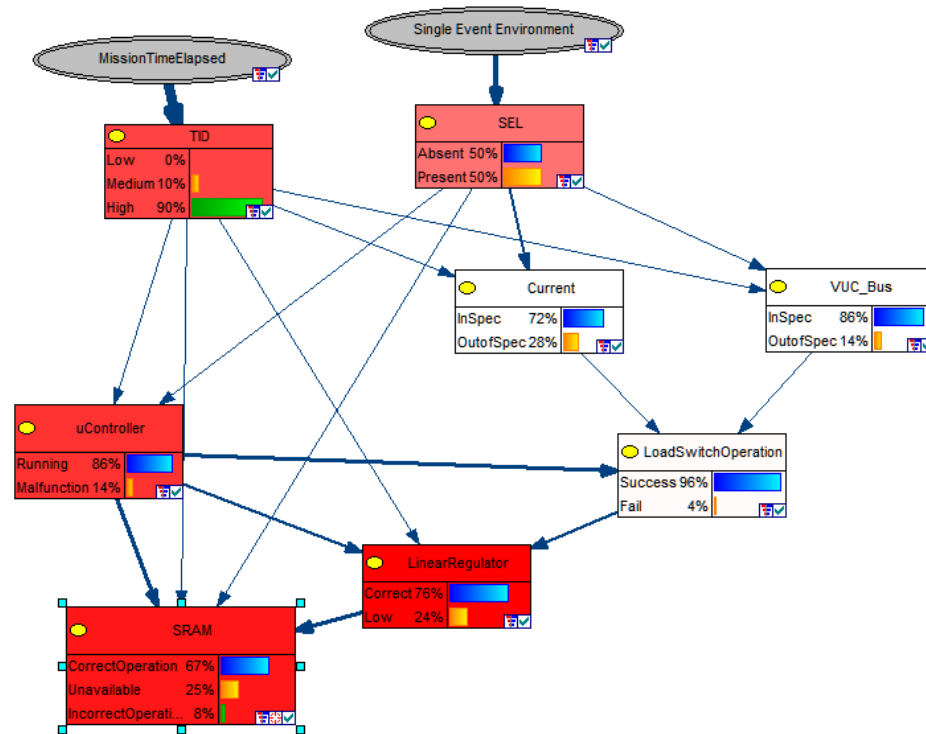 Single Event Environment
MissionTimeElapsed
TID
Low 0%
Medium 10%
High 90%
SEL
Absent 50%
Present 50%
Current
InSpec 72%
OutofSpec 28%
VUC_Bus
InSpec 86%
OutofSpec 14%
uController
Running 86%
Malfunction 14%
LoadSwitchOperation
Success 96%
Fail 4%
LinearRegulator
Correct 76%
Low 24%
SRAM
CorrectOperation 67%
Unavailable 25%
IncorrectOperati... 8%